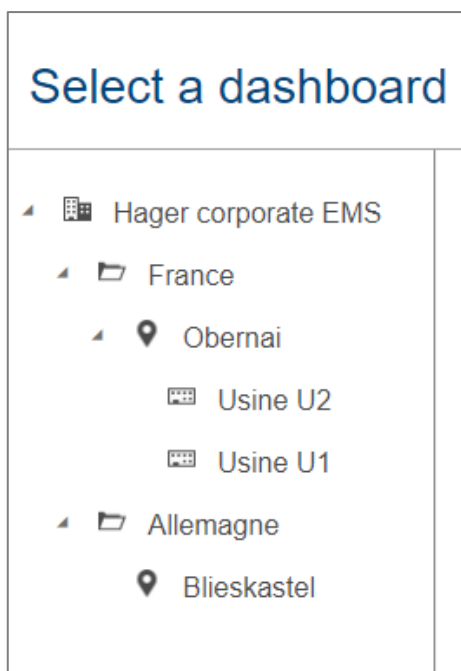 Select a dashboard
Hager corporate EMS
France
Obernai
Usine U2
Usine U1
Allemagne
Blieskastel